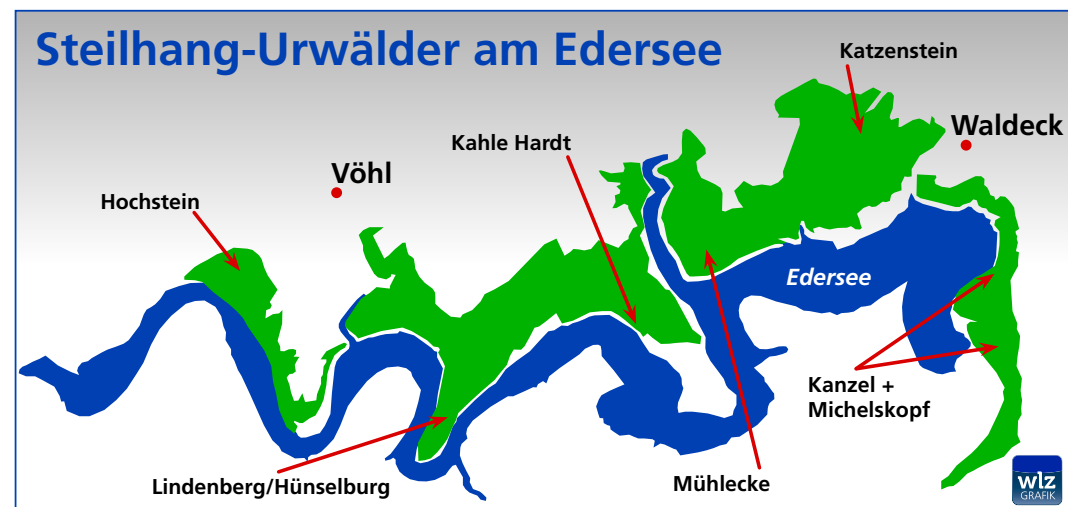 Steilhang-Urwälder am Edersee
Katzenstein
Waldeck
Kahle Hardt
Vöhl
Hochstein
Edersee
Kanzel +
Michelskopf
Lindenberg/Hünselburg
Mühlecke
wlz
GRAFIK